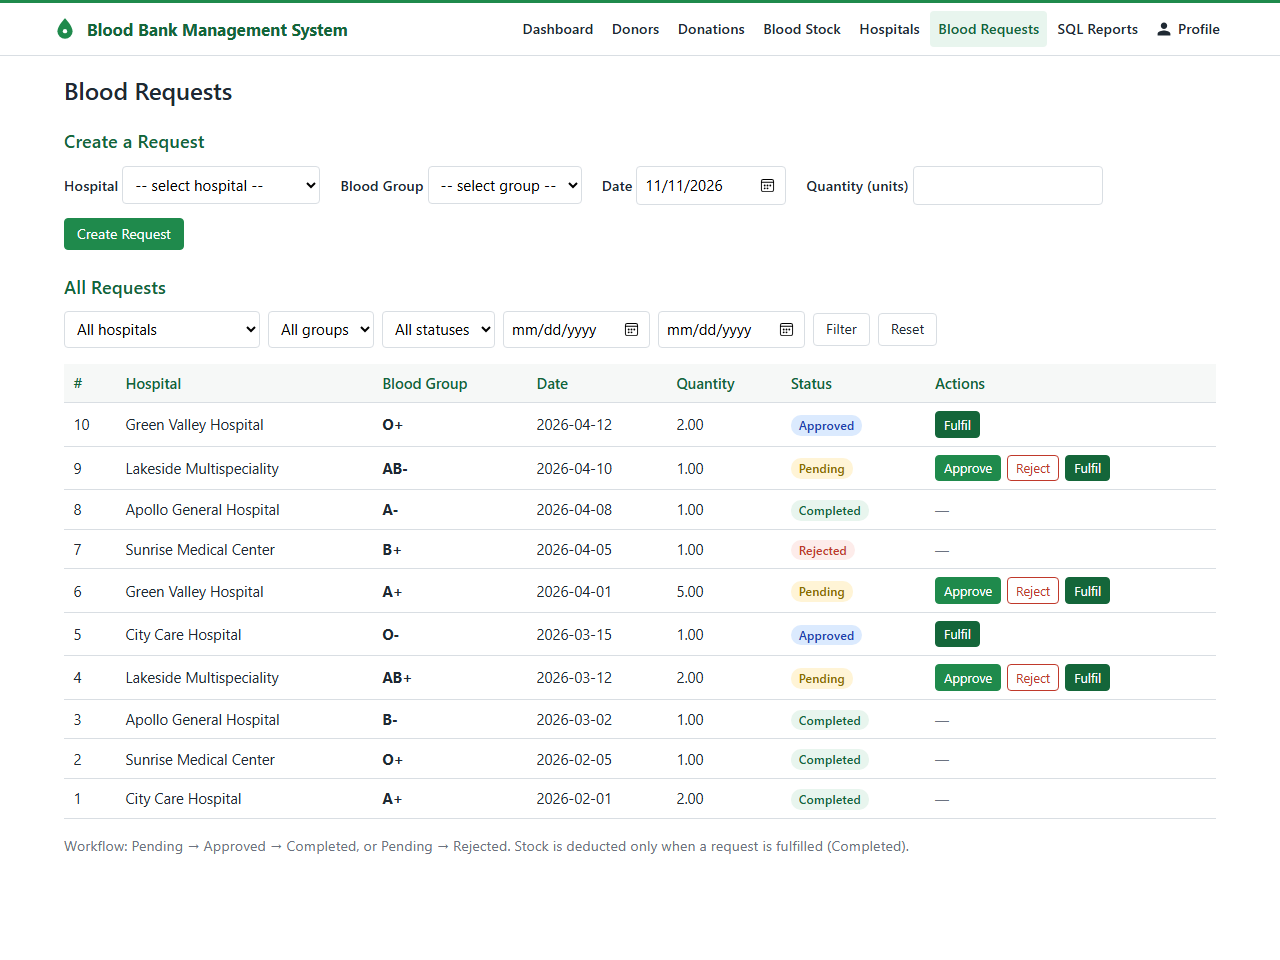 Blood Bank Management System Dashboard Donors Donations Blood Stock Hospitals Blood Requests SQL Reports Profile
Blood Requests
Create a Request
Hospital -- select hospital -- Blood Group -- select group -- Date 11/11/2026 Quantity (units)
Create Request
All Requests
All hospitals All groups All statuses mm/dd/yyyy mm/dd/yyyy Filter Reset
# Hospital Blood Group Date Quantity Status Actions
10 Green Valley Hospital O+ 2026-04-12 2.00 Approved Fulfil
9 Lakeside Multispeciality AB- 2026-04-10 1.00 Pending Approve Reject Fulfil
8 Apollo General Hospital A- 2026-04-08 1.00 Completed —
7 Sunrise Medical Center B+ 2026-04-05 1.00 Rejected —
6 Green Valley Hospital A+ 2026-04-01 5.00 Pending Approve Reject Fulfil
5 City Care Hospital O- 2026-03-15 1.00 Approved Fulfil
4 Lakeside Multispeciality AB+ 2026-03-12 2.00 Pending Approve Reject Fulfil
3 Apollo General Hospital B- 2026-03-02 1.00 Completed —
2 Sunrise Medical Center O+ 2026-02-05 1.00 Completed —
1 City Care Hospital A+ 2026-02-01 2.00 Completed —
Workflow: Pending → Approved → Completed, or Pending → Rejected. Stock is deducted only when a request is fulfilled (Completed).